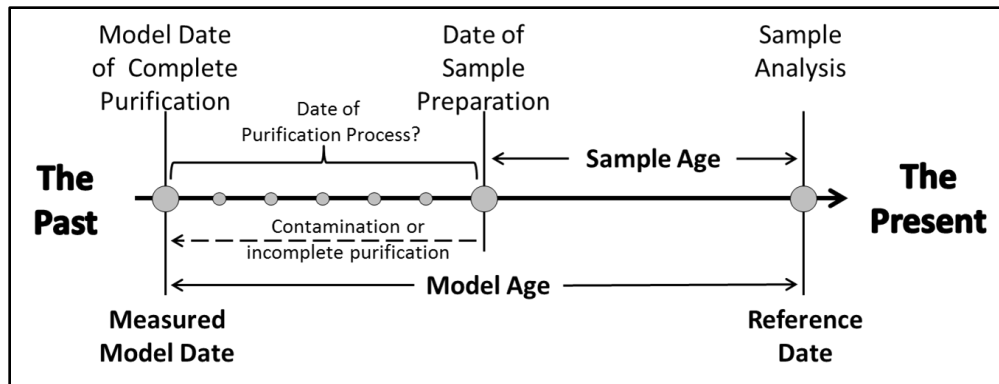 Model Date
of Complete
Purification
Date of
Sample
Preparation
Sample
Analysis
Date of
Purification Process?
The
Past
Sample Age
The
Present
Contamination or
incomplete purification
Model Age
Measured
Model Date
Reference
Date